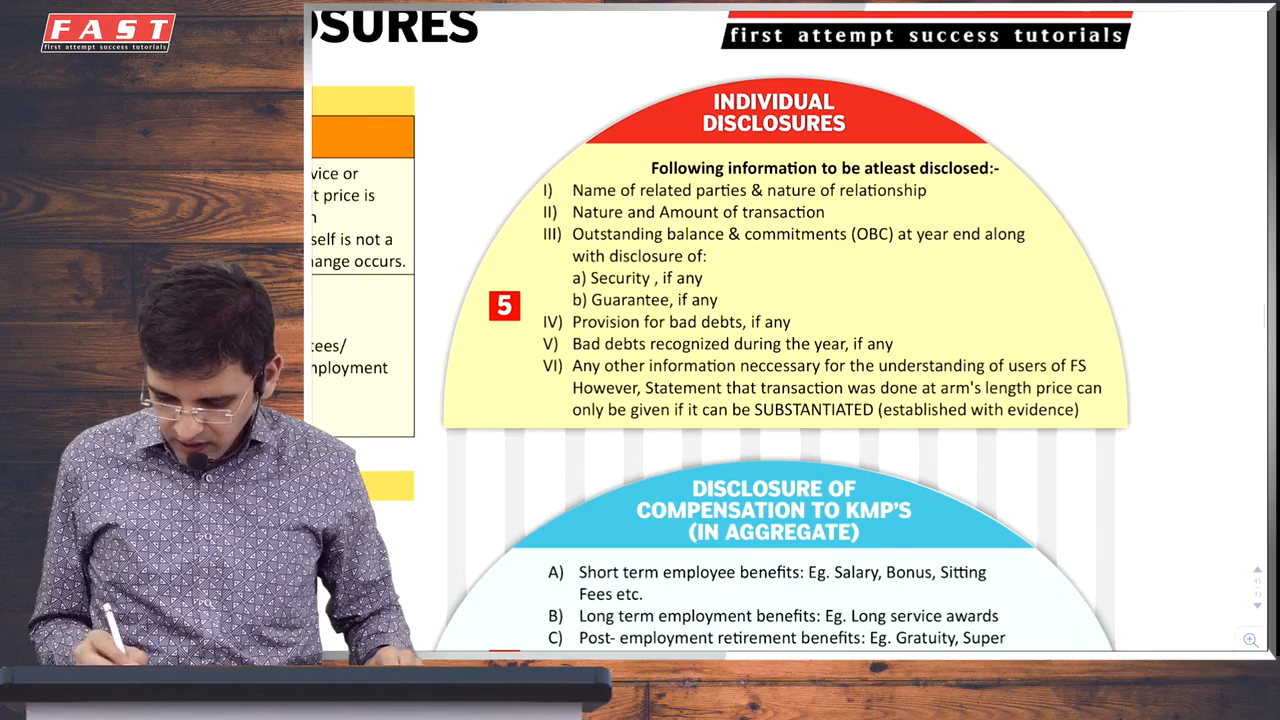 FAST
first attempt success tutorials
OSURES
first attempt success tutorials
vice or
t price is
self is not a
hange occurs.
tees/
mployment
INDIVIDUAL
DISCLOSURES
Following information to be atleast disclosed:-
I) Name of related parties & nature of relationship
II) Nature and Amount of transaction
III) Outstanding balance & commitments (OBC) at year end along
with disclosure of:
a) Security , if any
b) Guarantee, if any
5
IV) Provision for bad debts, if any
V) Bad debts recognized during the year, if any
VI) Any other information neccessary for the understanding of users of FS
However, Statement that transaction was done at arm's length price can
only be given if it can be SUBSTANTIATED (established with evidence)
DISCLOSURE OF
COMPENSATION TO KMP'S
(IN AGGREGATE)
A) Short term employee benefits: Eg. Salary, Bonus, Sitting
Fees etc.
B) Long term employment benefits: Eg. Long service awards
C) Post- employment retirement benefits: Eg. Gratuity, Super